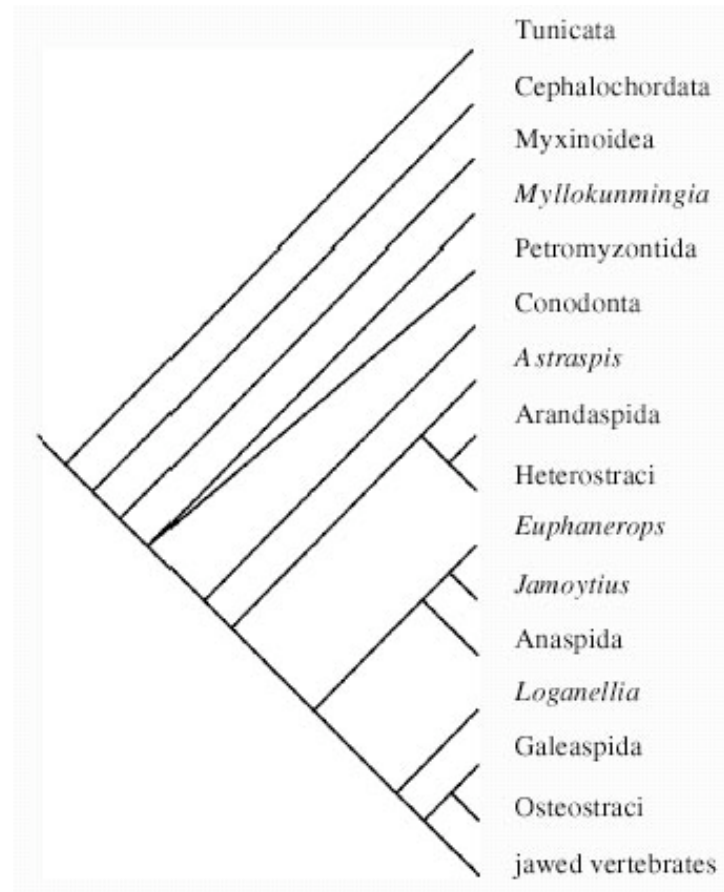 Tunicata
Cephalochordata
Myxinoidea
Myllokunmingia
Petromyzontida
Conodonta
Astraspis
Arandaspida
Heterostraci
Euphanerops
Jamoytius
Anaspida
Loganellia
Galeaspida
Osteostraci
jawed vertebrates